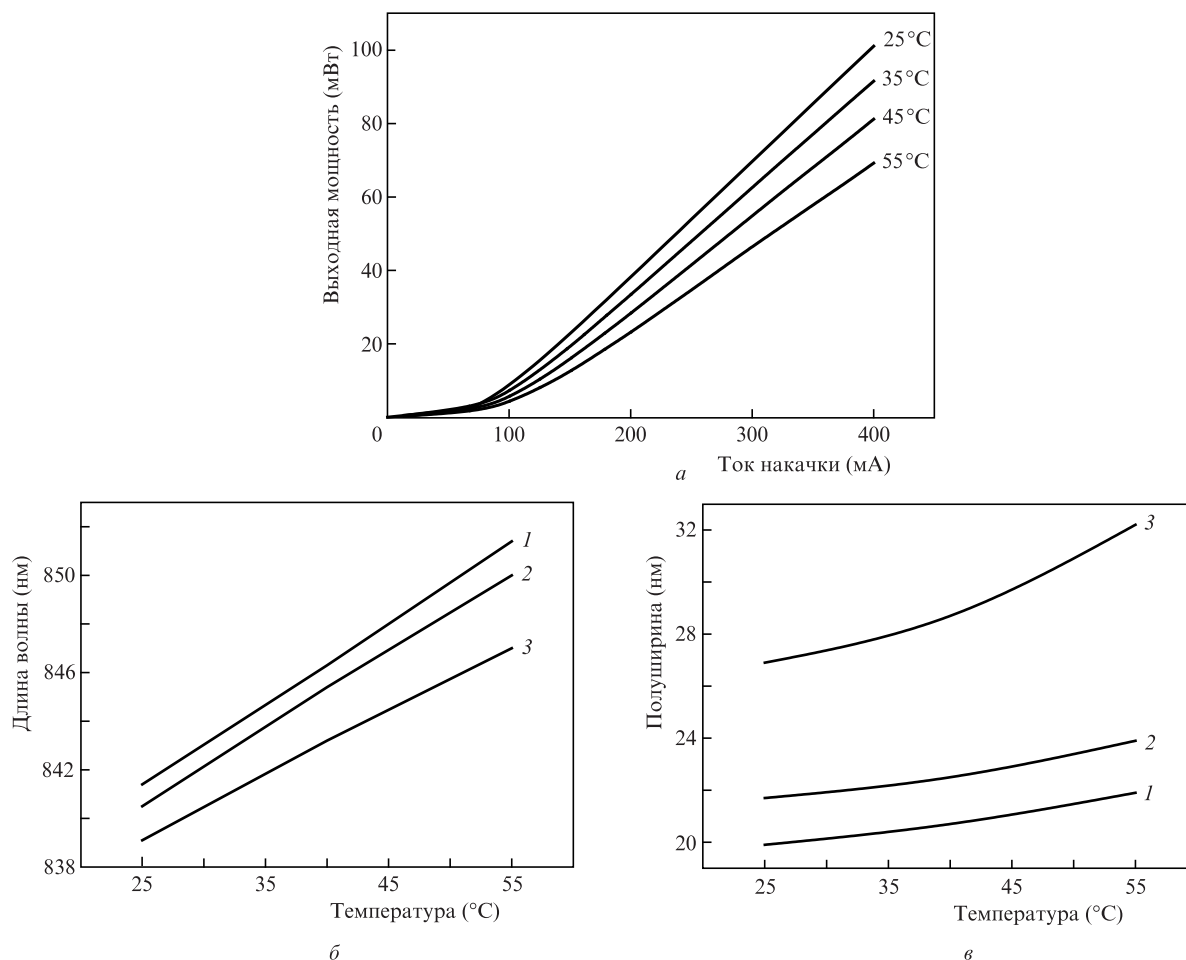 Выходная мощность (мВт)
100
80
60
40
20
0
100
200
300
400
25°C
35°C
45°C
55°C
Ток накачки (мА)
а
Длина волны (нм)
850
846
842
838
25
35
45
55
1
2
3
Температура (°C)
б
Полуширина (нм)
32
28
24
20
25
35
45
55
3
2
1
Температура (°C)
в